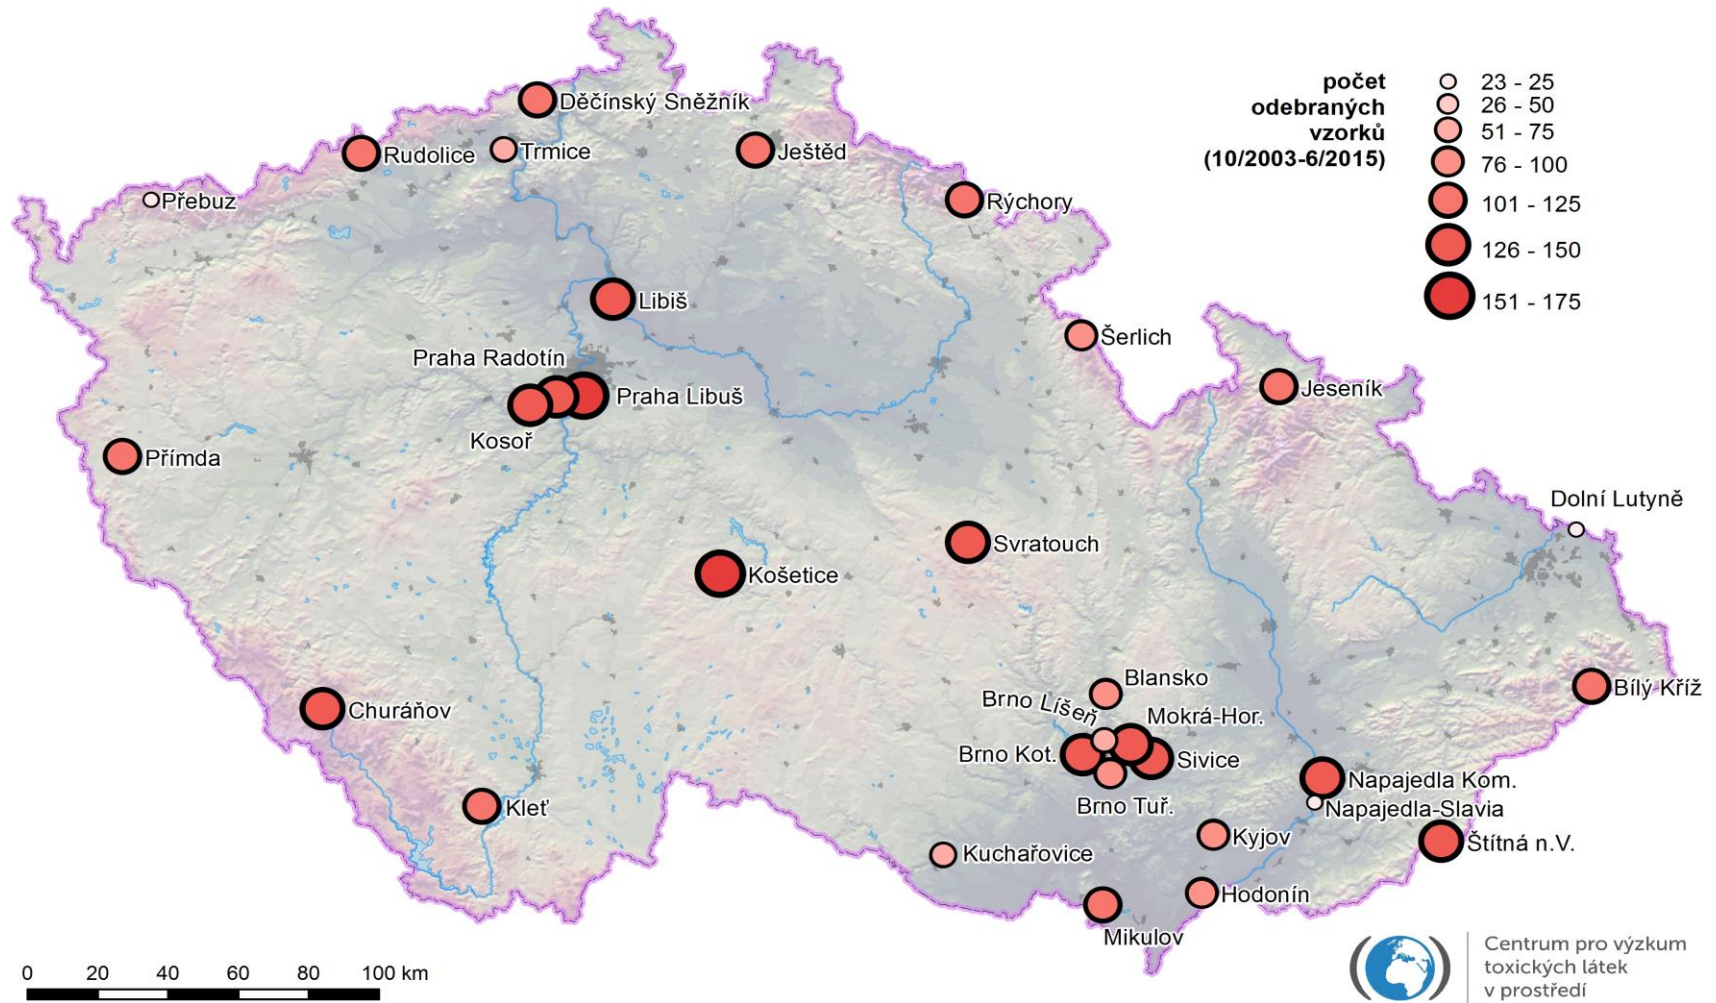 počet
odebraných
vzorků
(10/2003-6/2015)
23 - 25
26 - 50
51 - 75
76 - 100
101 - 125
126 - 150
151 - 175
Děčínský Sněžník
Rudolice
Trmice
Ještěd
Přebuz
Rýchory
Libiš
Šerlich
Praha Radotín
Praha Libuš
Jeseník
Kosoř
Přímda
Dolní Lutyně
Svratouch
Košetice
Blansko
Bílý Kříž
Brno Líšeň
Mokrá-Hor.
Churáňov
Brno Kot.
Sivice
Napajedla Kom.
Brno Tuř.
Napajedla-Slavia
Kleť
Kyjov
Štítná n.V.
Kuchařovice
Hodonín
Mikulov
0 20 40 60 80 100 km
Centrum pro výzkum
toxických látek
v prostředí